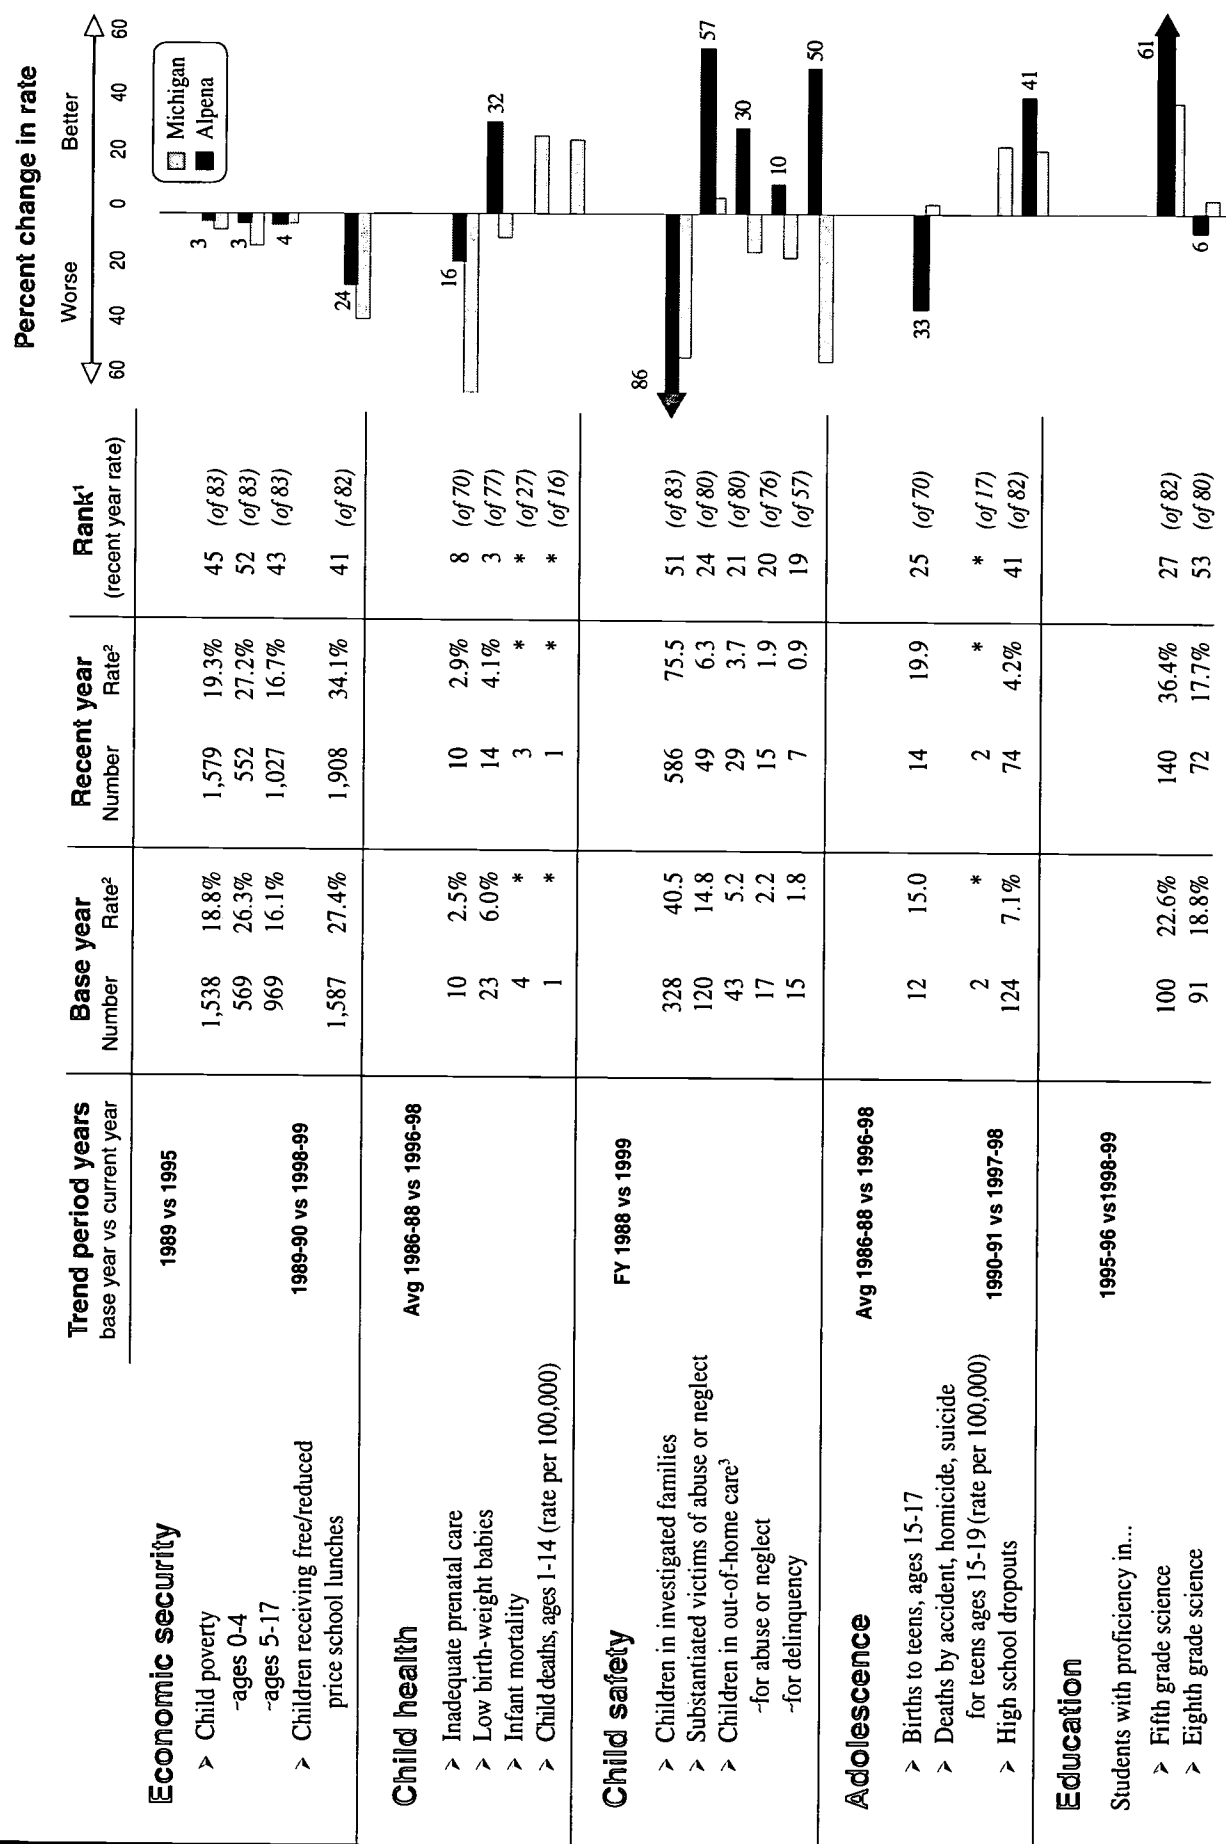 Trend period years Base year Recent year Rank¹ Percent change in rate
base year vs current year Number Rate² Number Rate² (recent year rate) Worse Better
60 40 20 0 20 40 60
Michigan
Alpena
Economic security
1989 vs 1995
➢ Child poverty 1,538 18.8% 1,579 19.3% 45 (of 83) 3
~ages 0-4 569 26.3% 552 27.2% 52 (of 83) 3
~ages 5-17 969 16.1% 1,027 16.7% 43 (of 83) 4
➢ Children receiving free/reduced 1989-90 vs 1998-99
price school lunches 1,587 27.4% 1,908 34.1% 41 (of 82) 24
Child health
Avg 1986-88 vs 1996-98
➢ Inadequate prenatal care 10 2.5% 10 2.9% 8 (of 70) 16
➢ Low birth-weight babies 23 6.0% 14 4.1% 3 (of 77) 32
➢ Infant mortality 4 * 3 * * (of 27)
➢ Child deaths, ages 1-14 (rate per 100,000) 1 * 1 * * (of 16)
Child safety
FY 1988 vs 1999
➢ Children in investigated families 328 40.5 586 75.5 51 (of 83) 86
➢ Substantiated victims of abuse or neglect 120 14.8 49 6.3 24 (of 80) 57
➢ Children in out-of-home care³ 43 5.2 29 3.7 21 (of 80) 30
~for abuse or neglect 17 2.2 15 1.9 20 (of 76) 10
~for delinquency 15 1.8 7 0.9 19 (of 57) 50
Adolescence
Avg 1986-88 vs 1996-98
➢ Births to teens, ages 15-17 12 15.0 14 19.9 25 (of 70) 33
➢ Deaths by accident, homicide, suicide
for teens ages 15-19 (rate per 100,000) 2 * 2 * * (of 17)
➢ High school dropouts 1990-91 vs 1997-98 124 7.1% 74 4.2% 41 (of 82) 41
Education
Students with proficiency in... 1995-96 vs1998-99
➢ Fifth grade science 100 22.6% 140 36.4% 27 (of 82) 61
➢ Eighth grade science 91 18.8% 72 17.7% 53 (of 80) 6